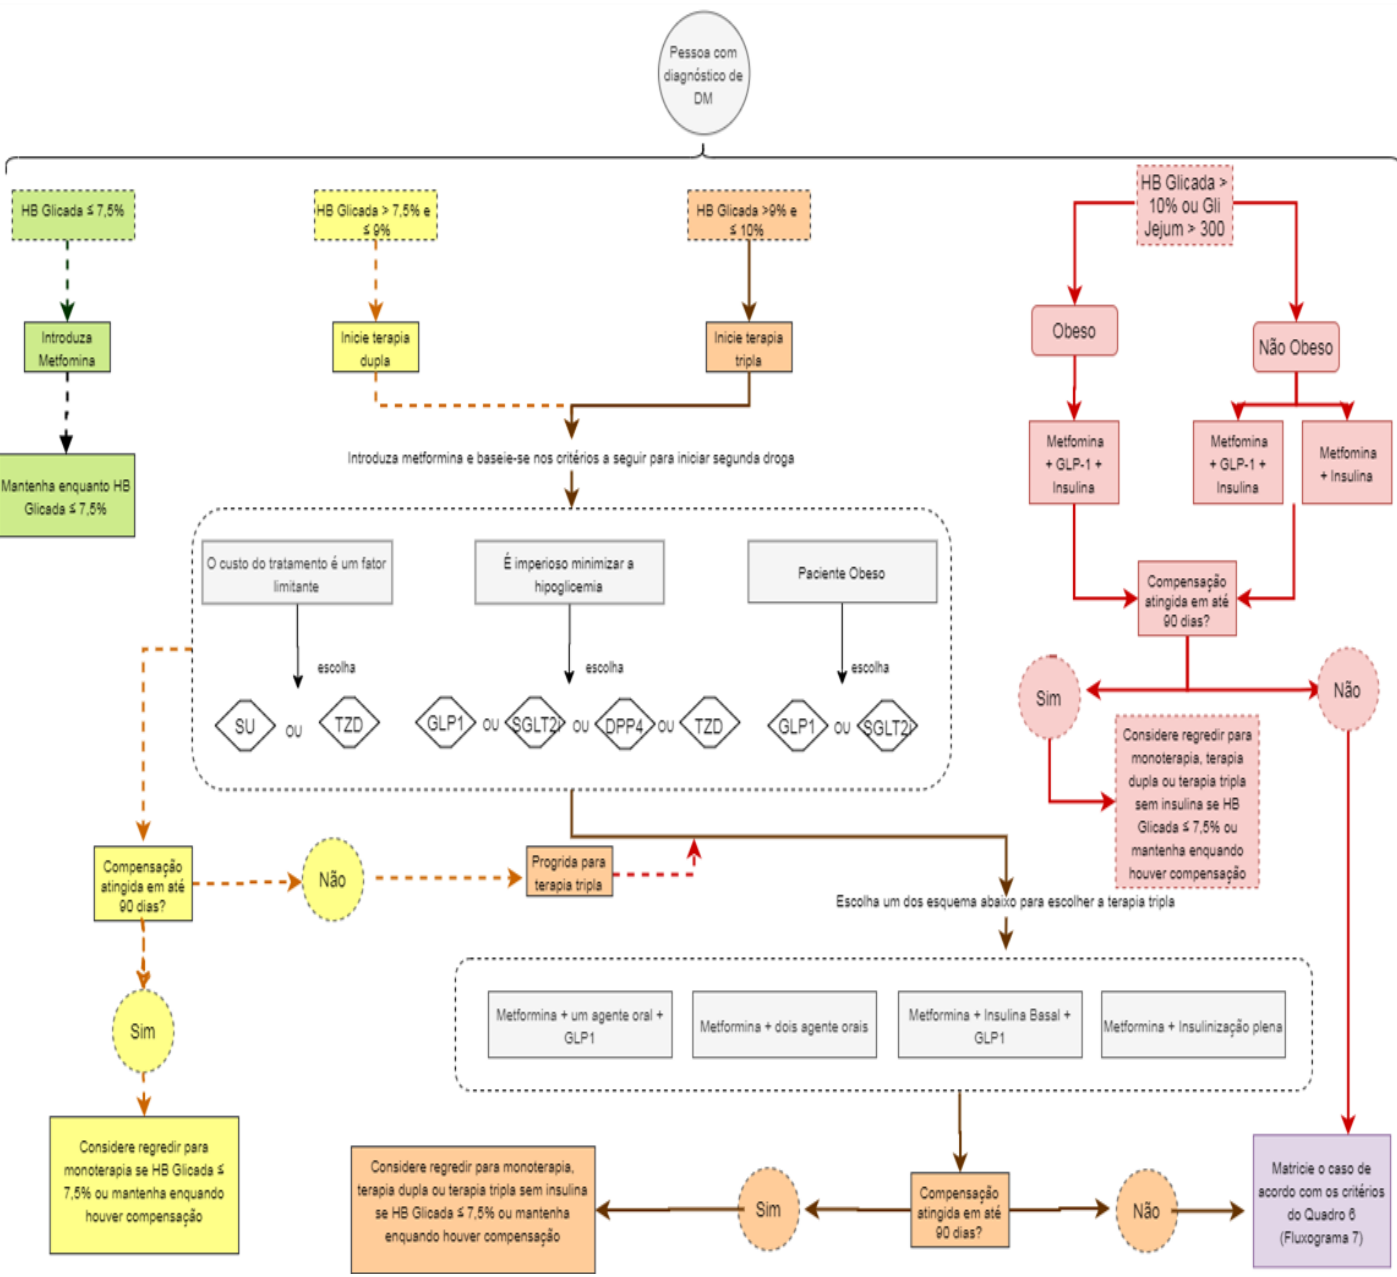 Pessoa com
diagnóstico de
DM
HB Glicada ≤ 7,5%
HB Glicada > 7,5% e
≤ 9%
HB Glicada >9% e
≤ 10%
HB Glicada >
10% ou Gli
Jejum > 300
Introduza
Metfomina
Inicie terapia
dupla
Inicie terapia
tripla
Obeso
Não Obeso
Mantenha enquanto HB
Glicada ≤ 7,5%
Introduza metformina e baseie-se nos critérios a seguir para iniciar segunda droga
Metfomina
+ GLP-1 +
Insulina
Metfomina
+ GLP-1 +
Insulina
Metfomina
+ Insulina
O custo do tratamento é um fator
limitante
É imperioso minimizar a
hipoglicemia
Paciente Obeso
escolha
escolha
escolha
SU
ou
TZD
GLP1
ou
SGLT2i
ou
DPP4
ou
TZD
GLP1
ou
SGLT2i
Compensação
atingida em até
90 dias?
Sim
Não
Considere regredir para
monoterapia, terapia
dupla ou terapia tripla
sem insulina se HB
Glicada ≤ 7,5% ou
mantenha enquando
houver compensação
Compensação
atingida em até
90 dias?
Não
Progrida para
terapia tripla
Sim
Considere regredir para
monoterapia se HB Glicada ≤
7,5% ou mantenha enquando
houver compensação
Escolha um dos esquema abaixo para escolher a terapia tripla
Metformina + um agente oral +
GLP1
Metformina + dois agente orais
Metformina + Insulina Basal +
GLP1
Metformina + Insulinização plena
Considere regredir para monoterapia,
terapia dupla ou terapia tripla sem insulina
se HB Glicada ≤ 7,5% ou mantenha
enquando houver compensação
Sim
Compensação
atingida em até
90 dias?
Não
Matricie o caso de
acordo com os critérios
do Quadro 6
(Fluxograma 7)